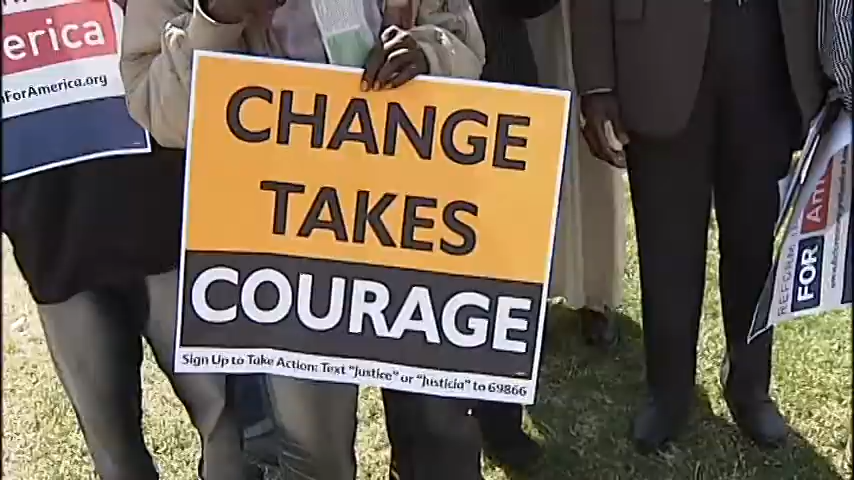 erica
nForAmerica.org
CHANGE
TAKES
COURAGE
Sign Up to Take Action: Text "Justice" or "Justicia" to 69866
REFORM
FOR Am